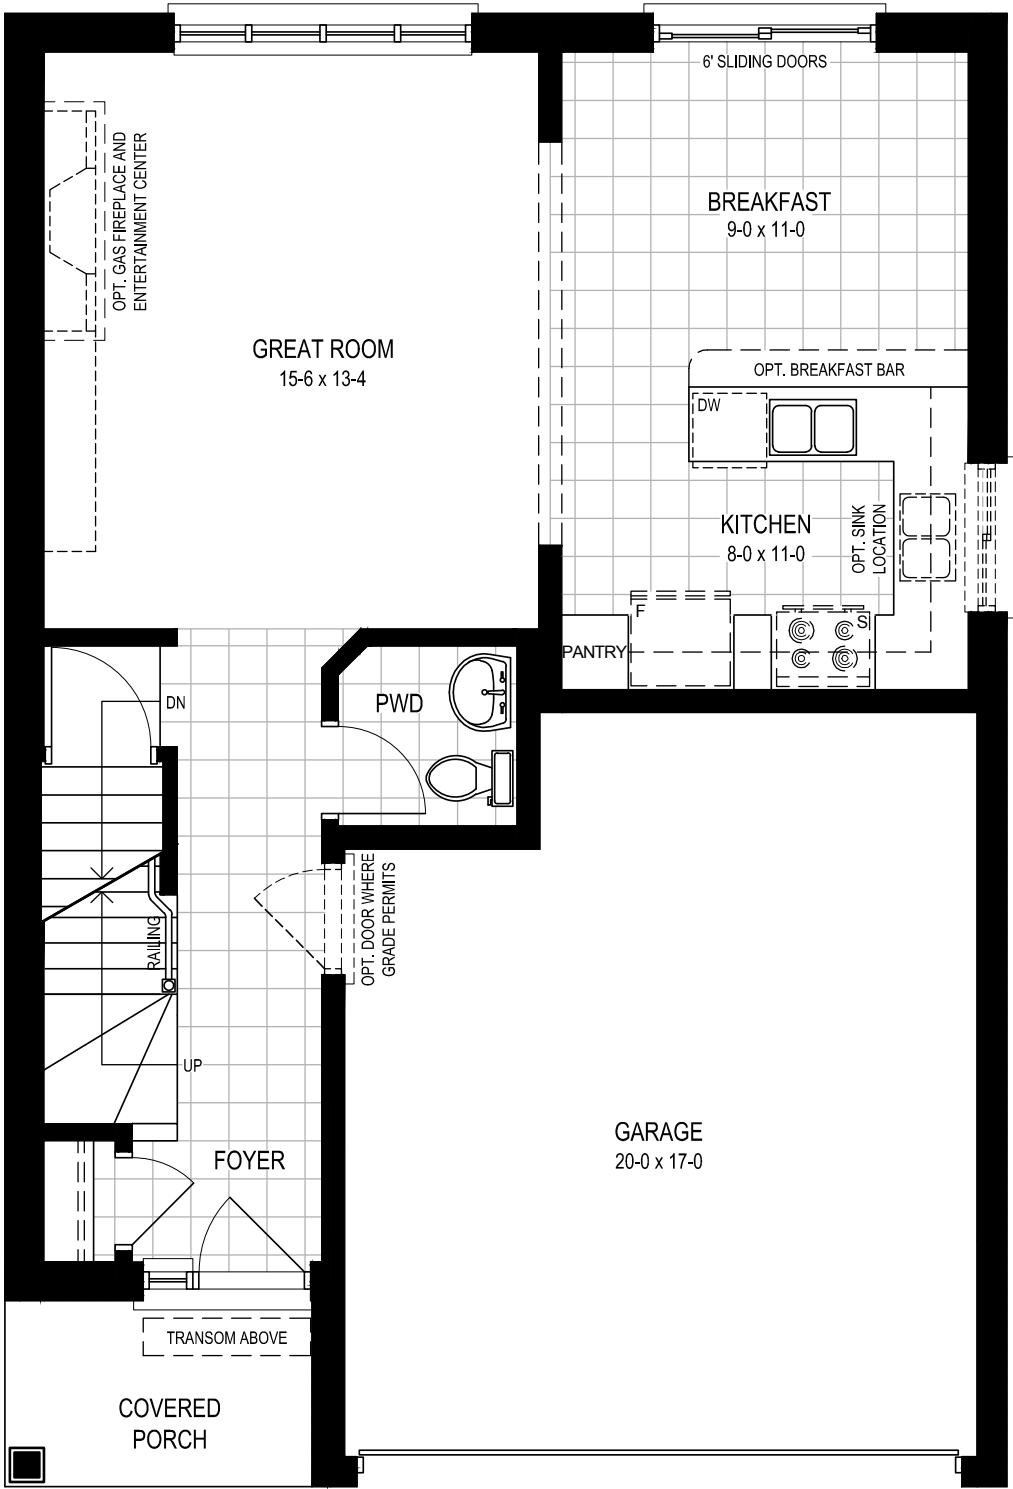 6' SLIDING DOORS
OPT. GAS FIREPLACE AND
ENTERTAINMENT CENTER
BREAKFAST
9-0 x 11-0
GREAT ROOM
15-6 x 13-4
OPT. BREAKFAST BAR
DW
KITCHEN
8-0 x 11-0
OPT. SINK
LOCATION
F
S
PANTRY
PWD
DN
OPT. DOOR WHERE
GRADE PERMITS
RAILING
UP
GARAGE
20-0 x 17-0
FOYER
TRANSOM ABOVE
COVERED
PORCH